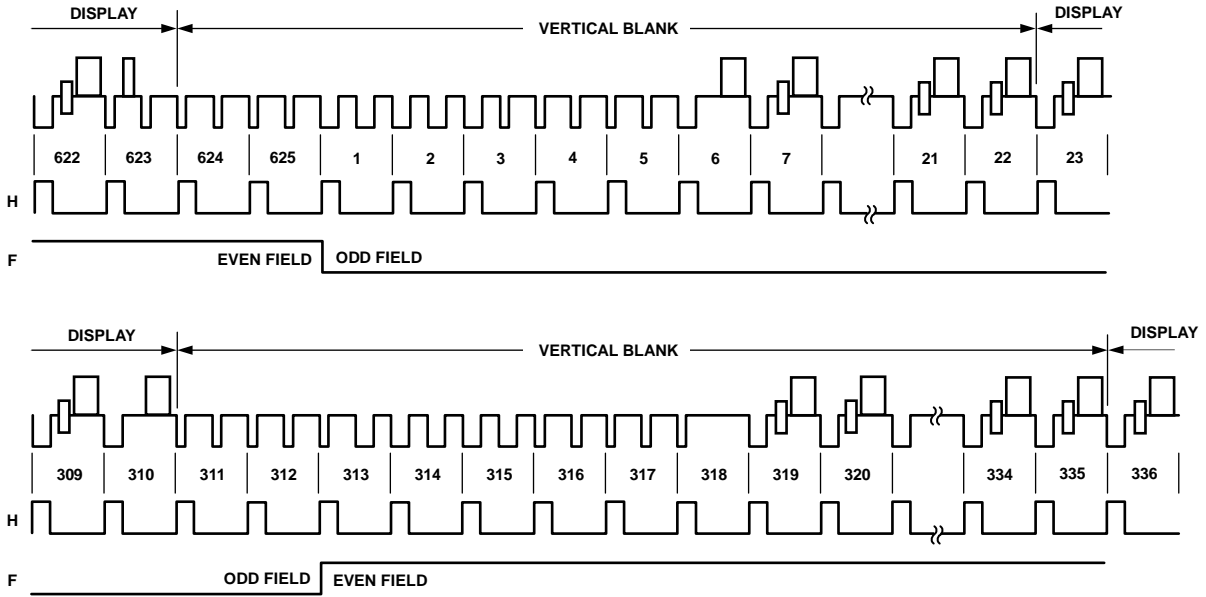 DISPLAY VERTICAL BLANK DISPLAY
622 623 624 625 1 2 3 4 5 6 7 21 22 23
H
F EVEN FIELD ODD FIELD
DISPLAY VERTICAL BLANK DISPLAY
309 310 311 312 313 314 315 316 317 318 319 320 334 335 336
H
F ODD FIELD EVEN FIELD